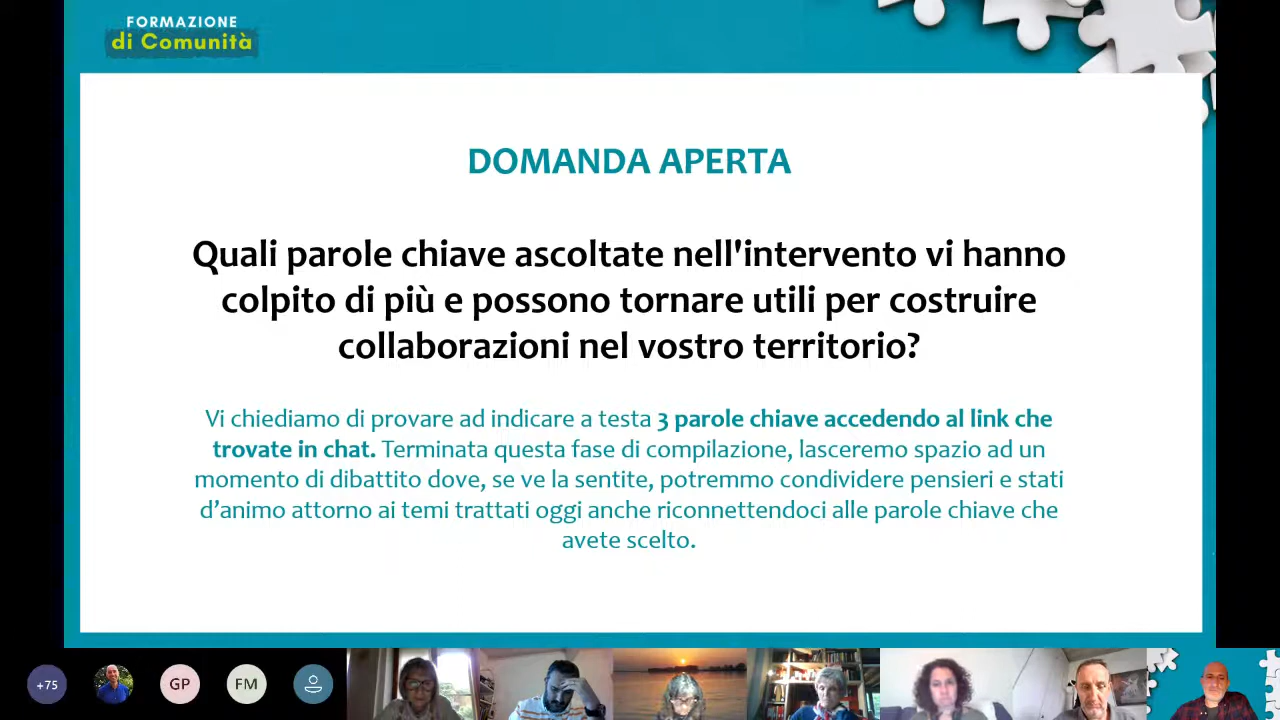 FORMAZIONE
di Comunità
DOMANDA APERTA
Quali parole chiave ascoltate nell'intervento vi hanno
colpito di più e possono tornare utili per costruire
collaborazioni nel vostro territorio?
Vi chiediamo di provare ad indicare a testa 3 parole chiave accedendo al link che
trovate in chat. Terminata questa fase di compilazione, lasceremo spazio ad un
momento di dibattito dove, se ve la sentite, potremmo condividere pensieri e stati
d’animo attorno ai temi trattati oggi anche riconnettendoci alle parole chiave che
avete scelto.
+75
GP
FM